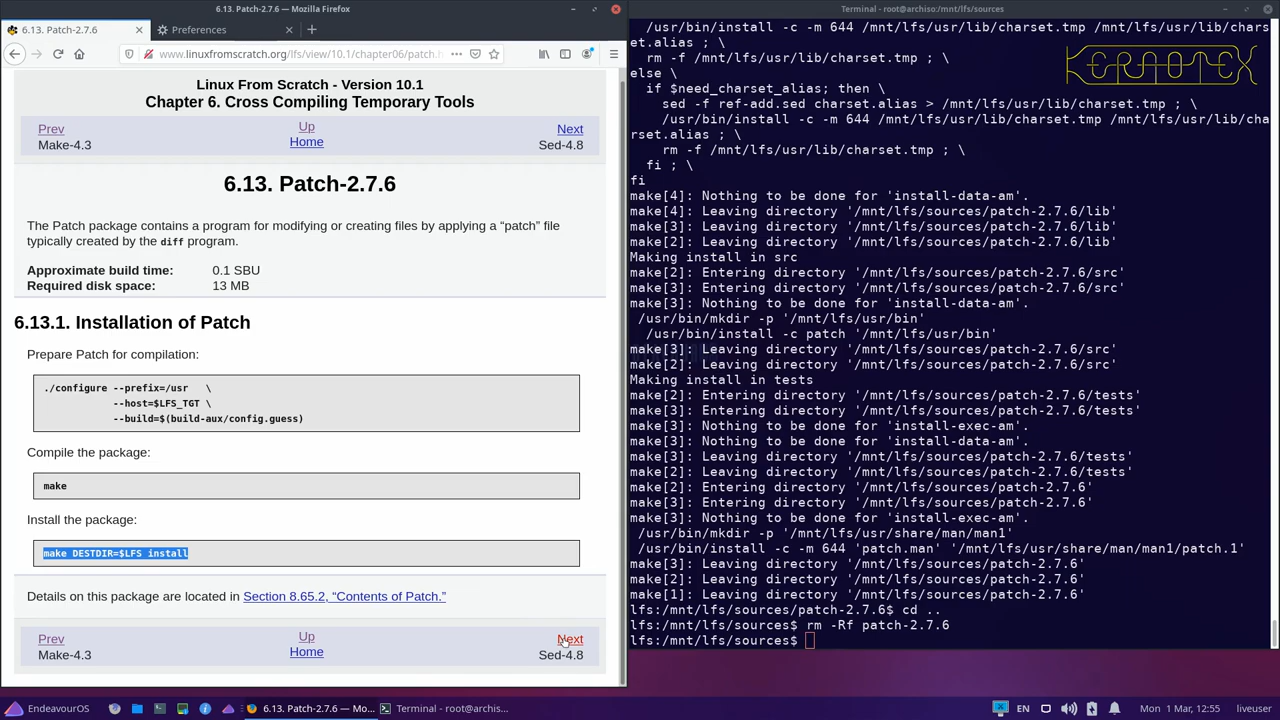 6.13. Patch-2.7.6 — Mozilla Firefox
6.13. Patch-2.7.6
Preferences
www.linuxfromscratch.org/lfs/view/10.1/chapter06/patch.h
Linux From Scratch - Version 10.1
Chapter 6. Cross Compiling Temporary Tools
Prev
Up
Next
Make-4.3
Home
Sed-4.8
6.13. Patch-2.7.6
The Patch package contains a program for modifying or creating files by applying a “patch” file
typically created by the diff program.
Approximate build time: 0.1 SBU
Required disk space: 13 MB
6.13.1. Installation of Patch
Prepare Patch for compilation:
./configure --prefix=/usr \
--host=$LFS_TGT \
--build=$(build-aux/config.guess)
Compile the package:
make
Install the package:
make DESTDIR=$LFS install
Details on this package are located in Section 8.65.2, “Contents of Patch.”
Prev
Up
Next
Make-4.3
Home
Sed-4.8
Terminal - root@archiso:/mnt/lfs/sources
KERNOTEX
/usr/bin/install -c -m 644 /mnt/lfs/usr/lib/charset.tmp /mnt/lfs/usr/lib/chars
et.alias ; \
rm -f /mnt/lfs/usr/lib/charset.tmp ; \
else \
if $need_charset_alias; then \
sed -f ref-add.sed charset.alias > /mnt/lfs/usr/lib/charset.tmp ; \
/usr/bin/install -c -m 644 /mnt/lfs/usr/lib/charset.tmp /mnt/lfs/usr/lib/cha
rset.alias ; \
rm -f /mnt/lfs/usr/lib/charset.tmp ; \
fi ; \
fi
make[4]: Nothing to be done for 'install-data-am'.
make[4]: Leaving directory '/mnt/lfs/sources/patch-2.7.6/lib'
make[3]: Leaving directory '/mnt/lfs/sources/patch-2.7.6/lib'
make[2]: Leaving directory '/mnt/lfs/sources/patch-2.7.6/lib'
Making install in src
make[2]: Entering directory '/mnt/lfs/sources/patch-2.7.6/src'
make[3]: Entering directory '/mnt/lfs/sources/patch-2.7.6/src'
make[3]: Nothing to be done for 'install-data-am'.
/usr/bin/mkdir -p '/mnt/lfs/usr/bin'
/usr/bin/install -c patch '/mnt/lfs/usr/bin'
make[3]: Leaving directory '/mnt/lfs/sources/patch-2.7.6/src'
make[2]: Leaving directory '/mnt/lfs/sources/patch-2.7.6/src'
Making install in tests
make[2]: Entering directory '/mnt/lfs/sources/patch-2.7.6/tests'
make[3]: Entering directory '/mnt/lfs/sources/patch-2.7.6/tests'
make[3]: Nothing to be done for 'install-exec-am'.
make[3]: Nothing to be done for 'install-data-am'.
make[3]: Leaving directory '/mnt/lfs/sources/patch-2.7.6/tests'
make[2]: Leaving directory '/mnt/lfs/sources/patch-2.7.6/tests'
make[2]: Entering directory '/mnt/lfs/sources/patch-2.7.6'
make[3]: Entering directory '/mnt/lfs/sources/patch-2.7.6'
make[3]: Nothing to be done for 'install-exec-am'.
/usr/bin/mkdir -p '/mnt/lfs/usr/share/man/man1'
/usr/bin/install -c -m 644 'patch.man' '/mnt/lfs/usr/share/man/man1/patch.1'
make[3]: Leaving directory '/mnt/lfs/sources/patch-2.7.6'
make[2]: Leaving directory '/mnt/lfs/sources/patch-2.7.6'
make[1]: Leaving directory '/mnt/lfs/sources/patch-2.7.6'
lfs:/mnt/lfs/sources/patch-2.7.6$ cd ..
lfs:/mnt/lfs/sources$ rm -Rf patch-2.7.6
lfs:/mnt/lfs/sources$
EndeavourOS
6.13. Patch-2.7.6 — Mo...
Terminal - root@archis...
EN
Mon 1 Mar, 12:55
liveuser